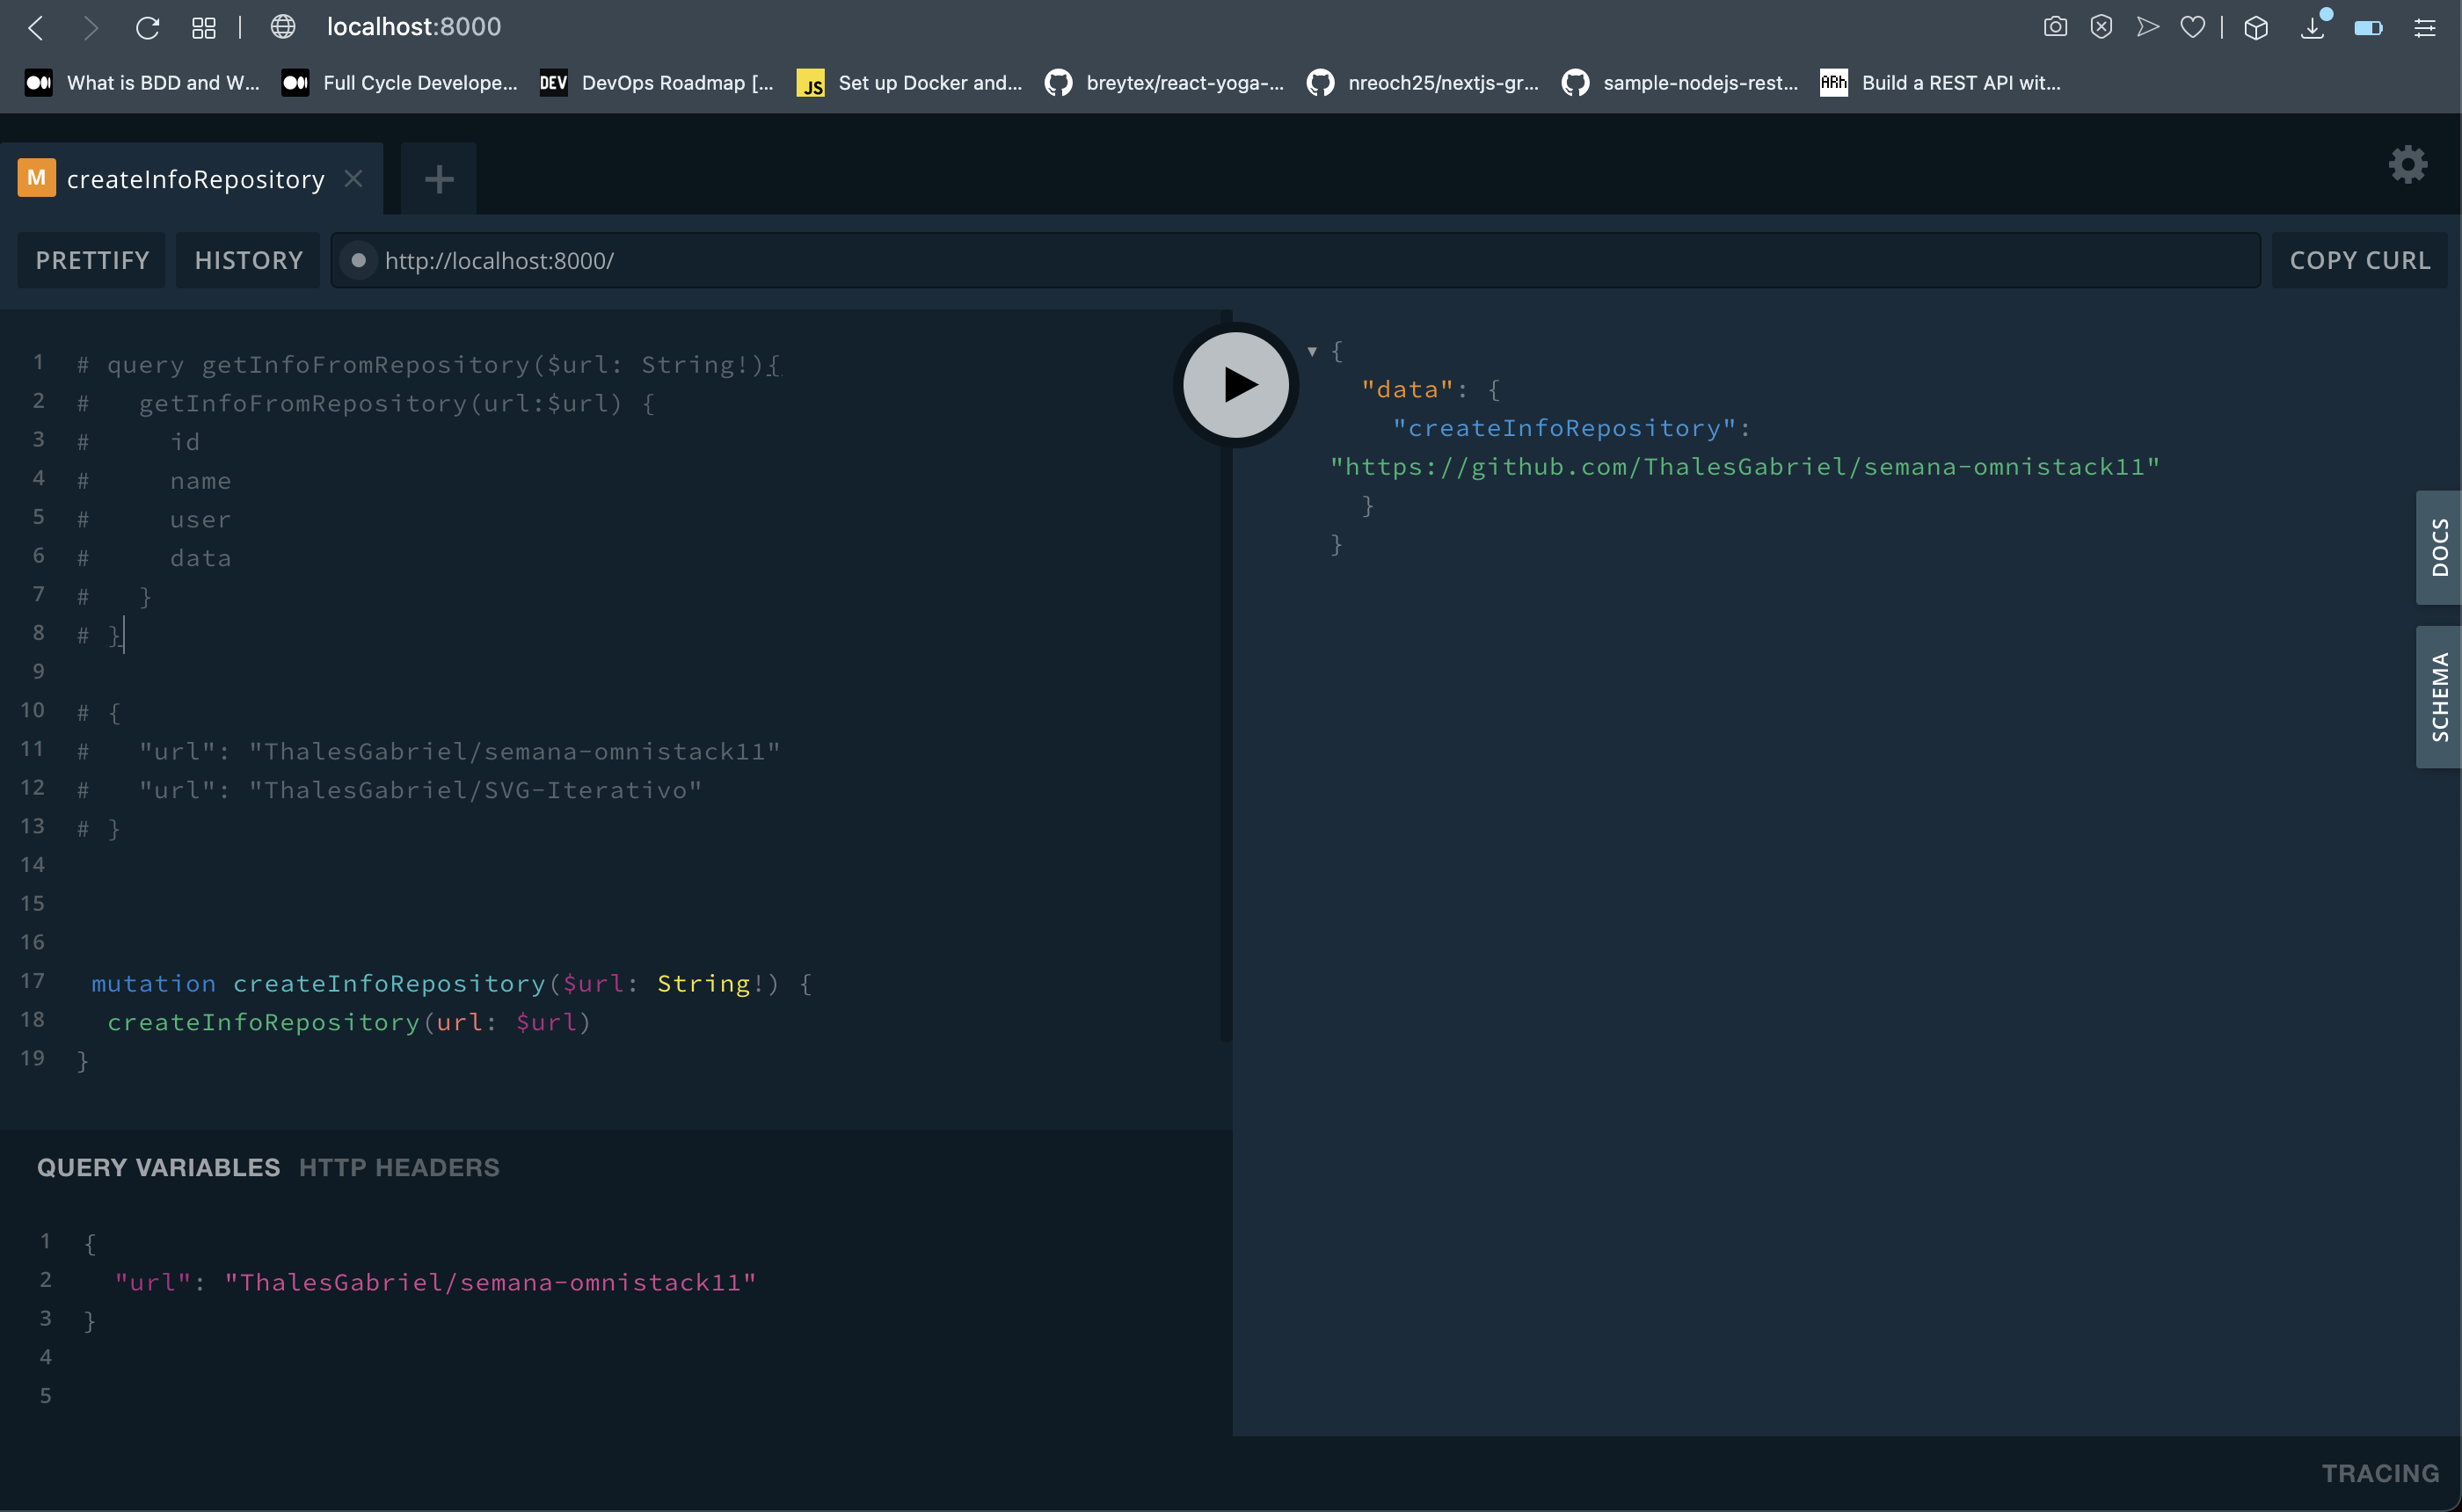 localhost:8000
What is BDD and W...
Full Cycle Develope...
DEV DevOps Roadmap [...
JS Set up Docker and...
breytex/react-yoga-...
nreoch25/nextjs-gr...
sample-nodejs-rest...
ARh Build a REST API wit...
M createInfoRepository
PRETTIFY
HISTORY
http://localhost:8000/
COPY CURL
1 # query getInfoFromRepository($url: String!){
2 #   getInfoFromRepository(url:$url) {
3 #     id
4 #     name
5 #     user
6 #     data
7 #   }
8 # }
9
10 # {
11 #   "url": "ThalesGabriel/semana-omnistack11"
12 #   "url": "ThalesGabriel/SVG-Iterativo"
13 # }
14
15
16
17  mutation createInfoRepository($url: String!) {
18   createInfoRepository(url: $url)
19 }
QUERY VARIABLES HTTP HEADERS
1 {
2   "url": "ThalesGabriel/semana-omnistack11"
3 }
4
5
{
  "data": {
    "createInfoRepository":
"https://github.com/ThalesGabriel/semana-omnistack11"
  }
}
DOCS
SCHEMA
TRACING